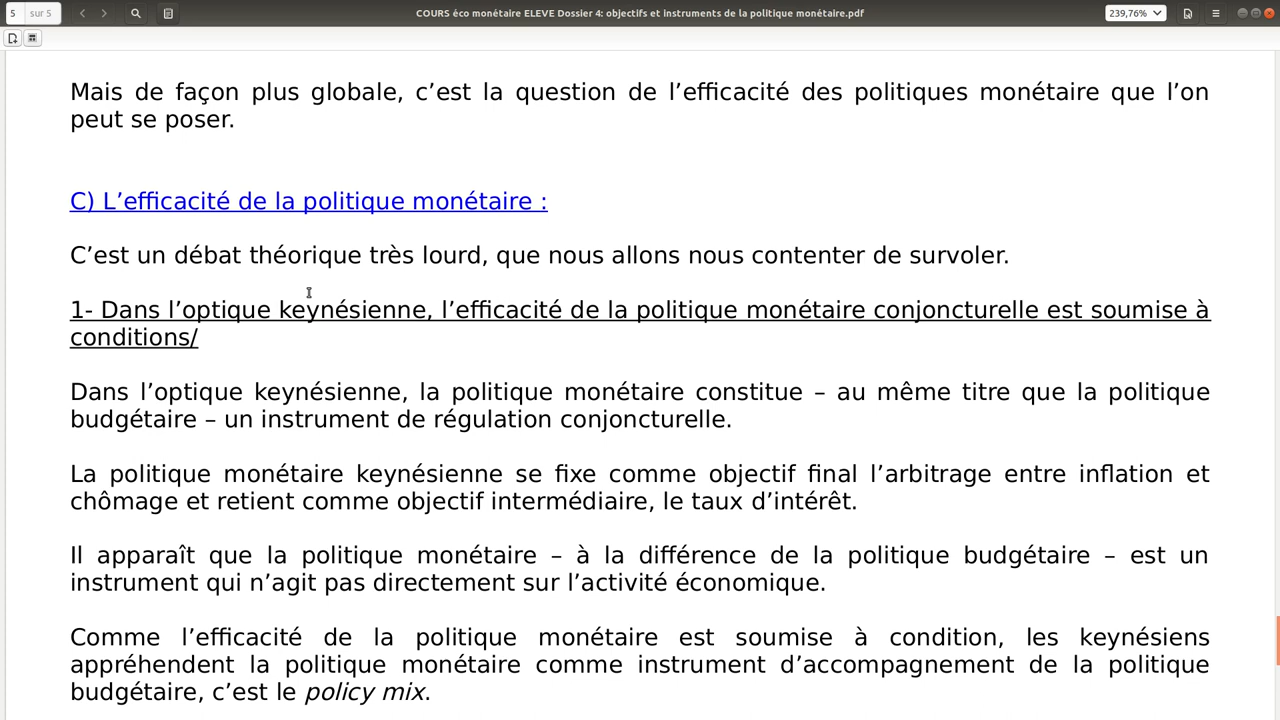 5 sur 5
COURS éco monétaire ELEVE Dossier 4: objectifs et instruments de la politique monétaire.pdf
239,76%
Mais de façon plus globale, c’est la question de l’efficacité des politiques monétaire que l’on
peut se poser.
C) L’efficacité de la politique monétaire :
C’est un débat théorique très lourd, que nous allons nous contenter de survoler.
1- Dans l’optique keynésienne, l’efficacité de la politique monétaire conjoncturelle est soumise à
conditions/
Dans l’optique keynésienne, la politique monétaire constitue – au même titre que la politique
budgétaire – un instrument de régulation conjoncturelle.
La politique monétaire keynésienne se fixe comme objectif final l’arbitrage entre inflation et
chômage et retient comme objectif intermédiaire, le taux d’intérêt.
Il apparaît que la politique monétaire – à la différence de la politique budgétaire – est un
instrument qui n’agit pas directement sur l’activité économique.
Comme l’efficacité de la politique monétaire est soumise à condition, les keynésiens
appréhendent la politique monétaire comme instrument d’accompagnement de la politique
budgétaire, c’est le policy mix.